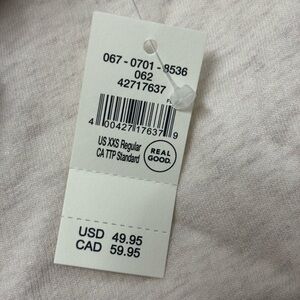 067-0701-8536
062
42717637
4 00427 17637 9
US XXS Regular
CA TTP Standard
REAL
GOOD.
USD 49.95
CAD 59.95